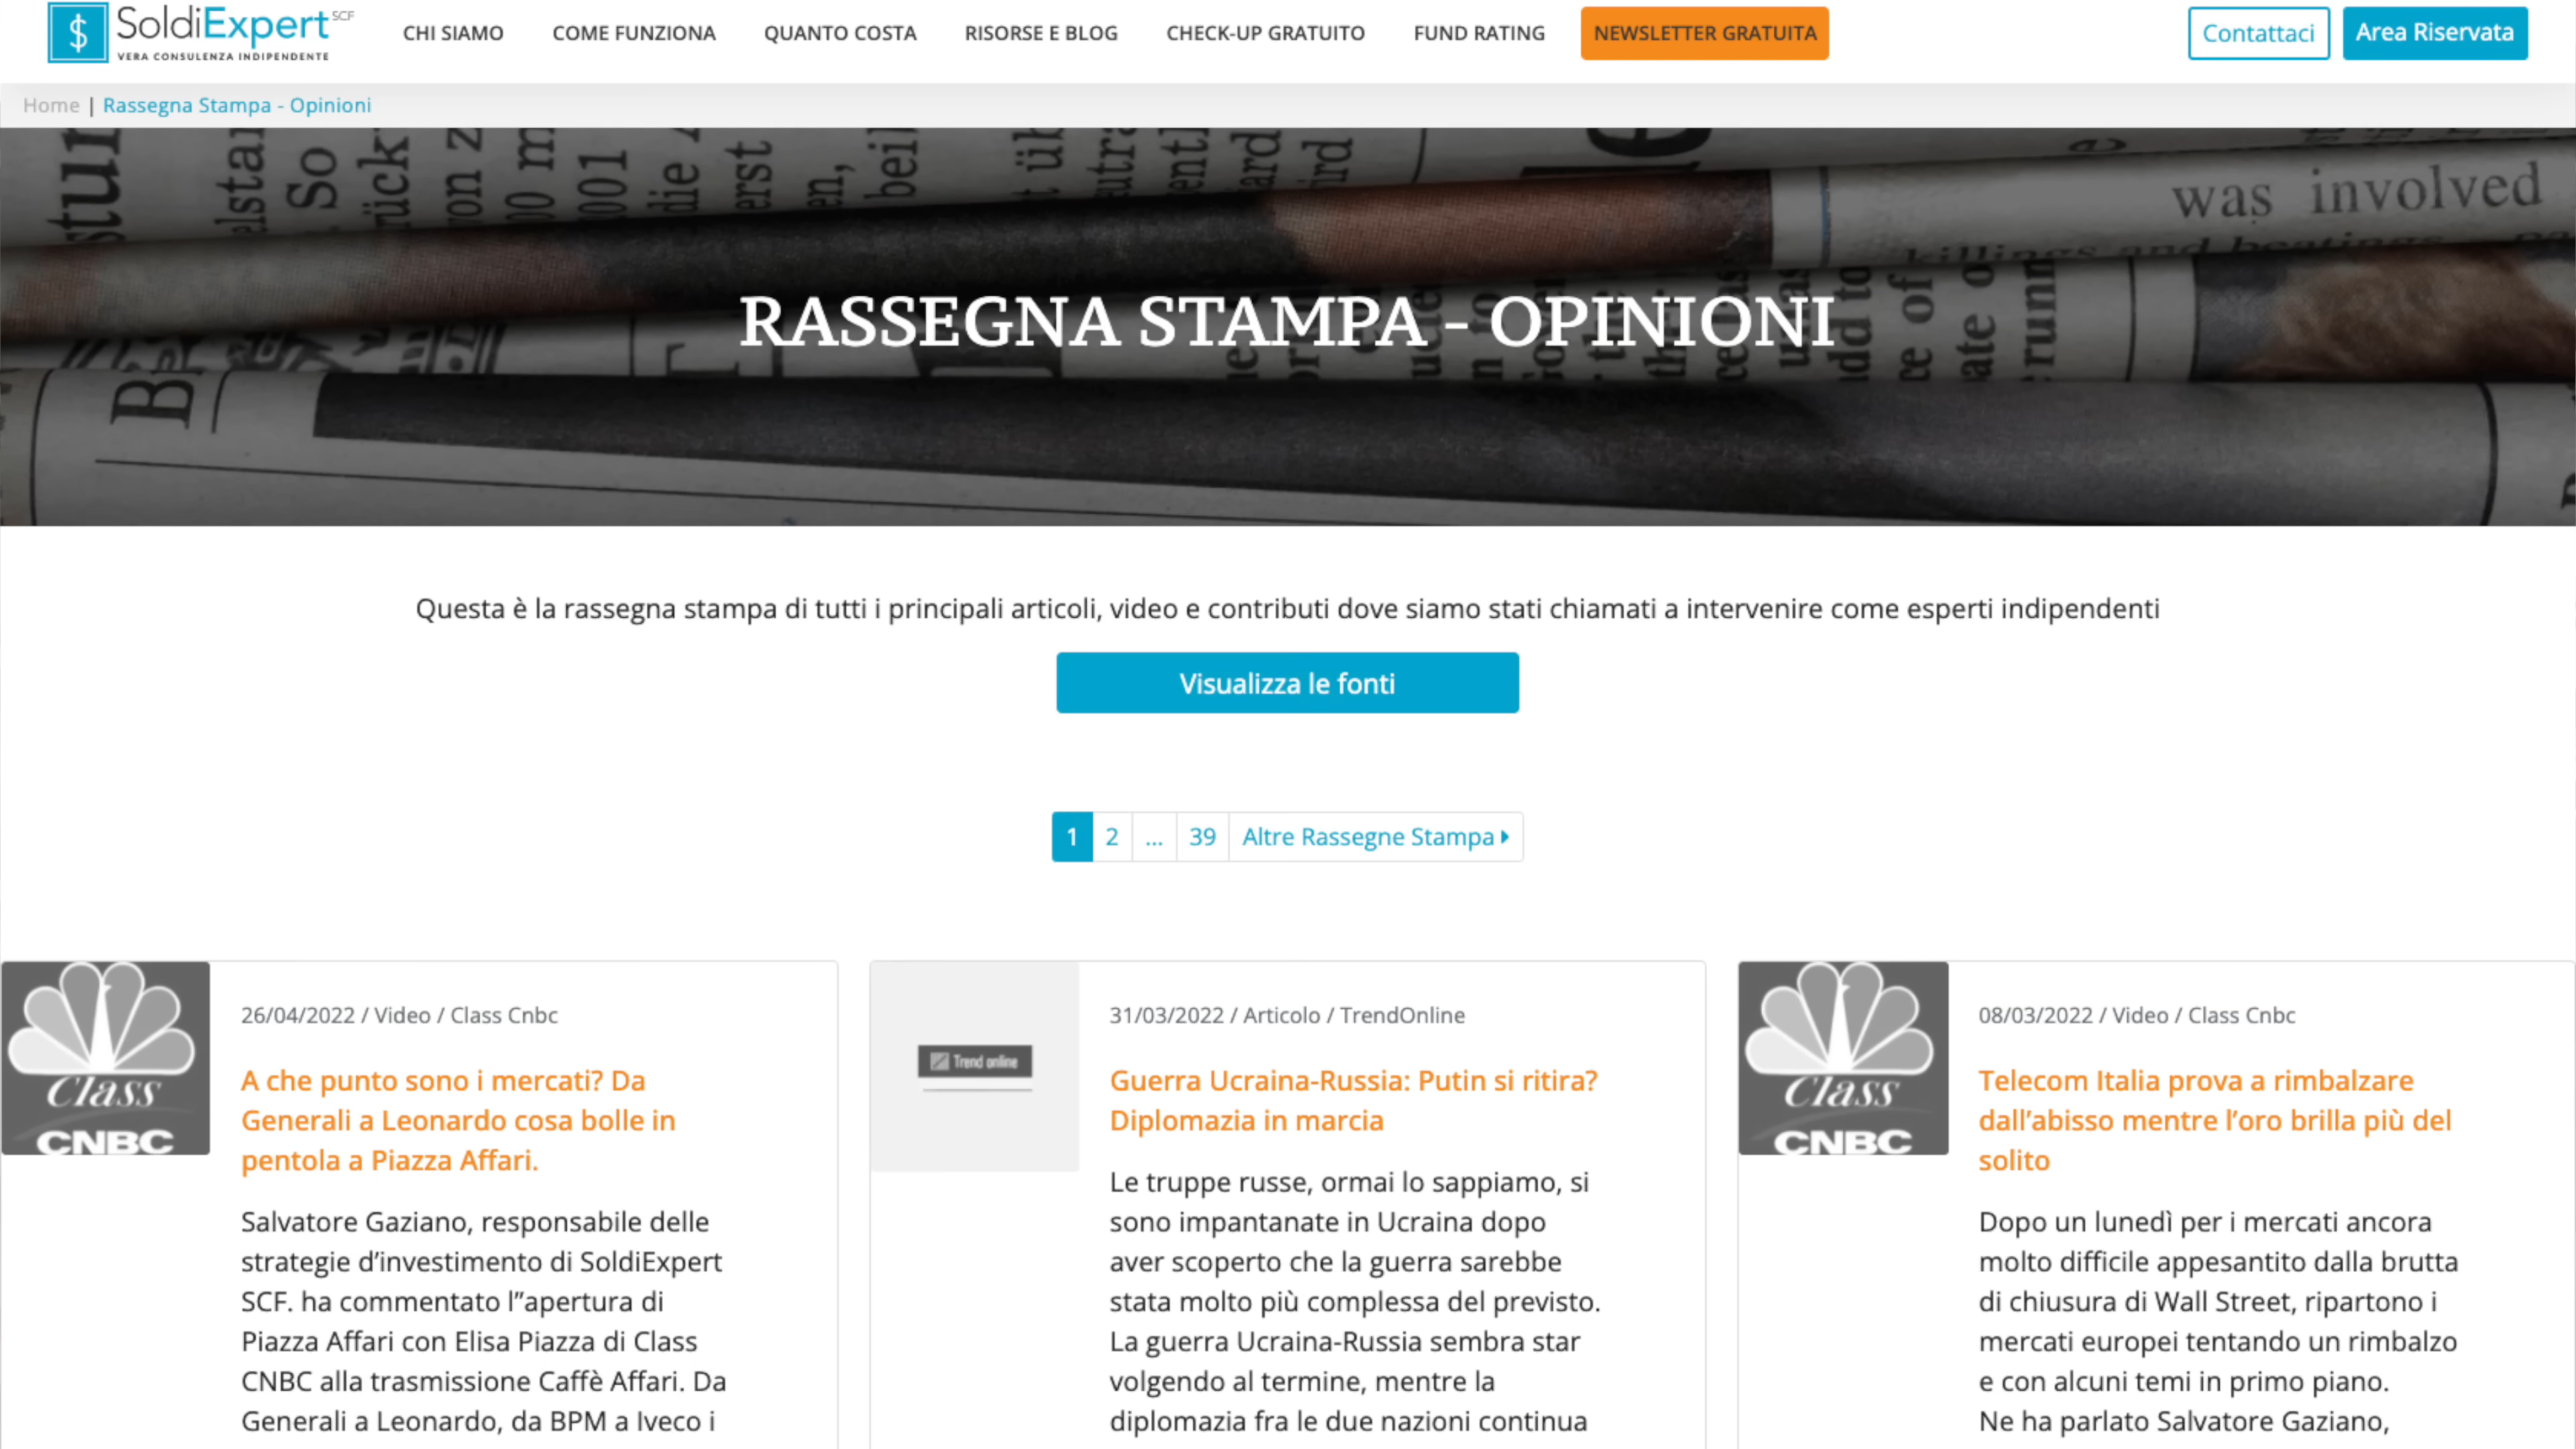 SoldiExpert SCF
VERA CONSULENZA INDIPENDENTE
CHI SIAMO
COME FUNZIONA
QUANTO COSTA
RISORSE E BLOG
CHECK-UP GRATUITO
FUND RATING
NEWSLETTER GRATUITA
Contattaci
Area Riservata
Home | Rassegna Stampa - Opinioni
was involved
RASSEGNA STAMPA - OPINIONI
Questa è la rassegna stampa di tutti i principali articoli, video e contributi dove siamo stati chiamati a intervenire come esperti indipendenti
Visualizza le fonti
1 2 ... 39 Altre Rassegne Stampa
Class
CNBC
26/04/2022 / Video / Class Cnbc
A che punto sono i mercati? Da
Generali a Leonardo cosa bolle in
pentola a Piazza Affari.
Salvatore Gaziano, responsabile delle
strategie d’investimento di SoldiExpert
SCF. ha commentato l’’apertura di
Piazza Affari con Elisa Piazza di Class
CNBC alla trasmissione Caffè Affari. Da
Generali a Leonardo, da BPM a Iveco i
Trend online
31/03/2022 / Articolo / TrendOnline
Guerra Ucraina-Russia: Putin si ritira?
Diplomazia in marcia
Le truppe russe, ormai lo sappiamo, si
sono impantanate in Ucraina dopo
aver scoperto che la guerra sarebbe
stata molto più complessa del previsto.
La guerra Ucraina-Russia sembra star
volgendo al termine, mentre la
diplomazia fra le due nazioni continua
Class
CNBC
08/03/2022 / Video / Class Cnbc
Telecom Italia prova a rimbalzare
dall’abisso mentre l’oro brilla più del
solito
Dopo un lunedì per i mercati ancora
molto difficile appesantito dalla brutta
di chiusura di Wall Street, ripartono i
mercati europei tentando un rimbalzo
e con alcuni temi in primo piano.
Ne ha parlato Salvatore Gaziano,